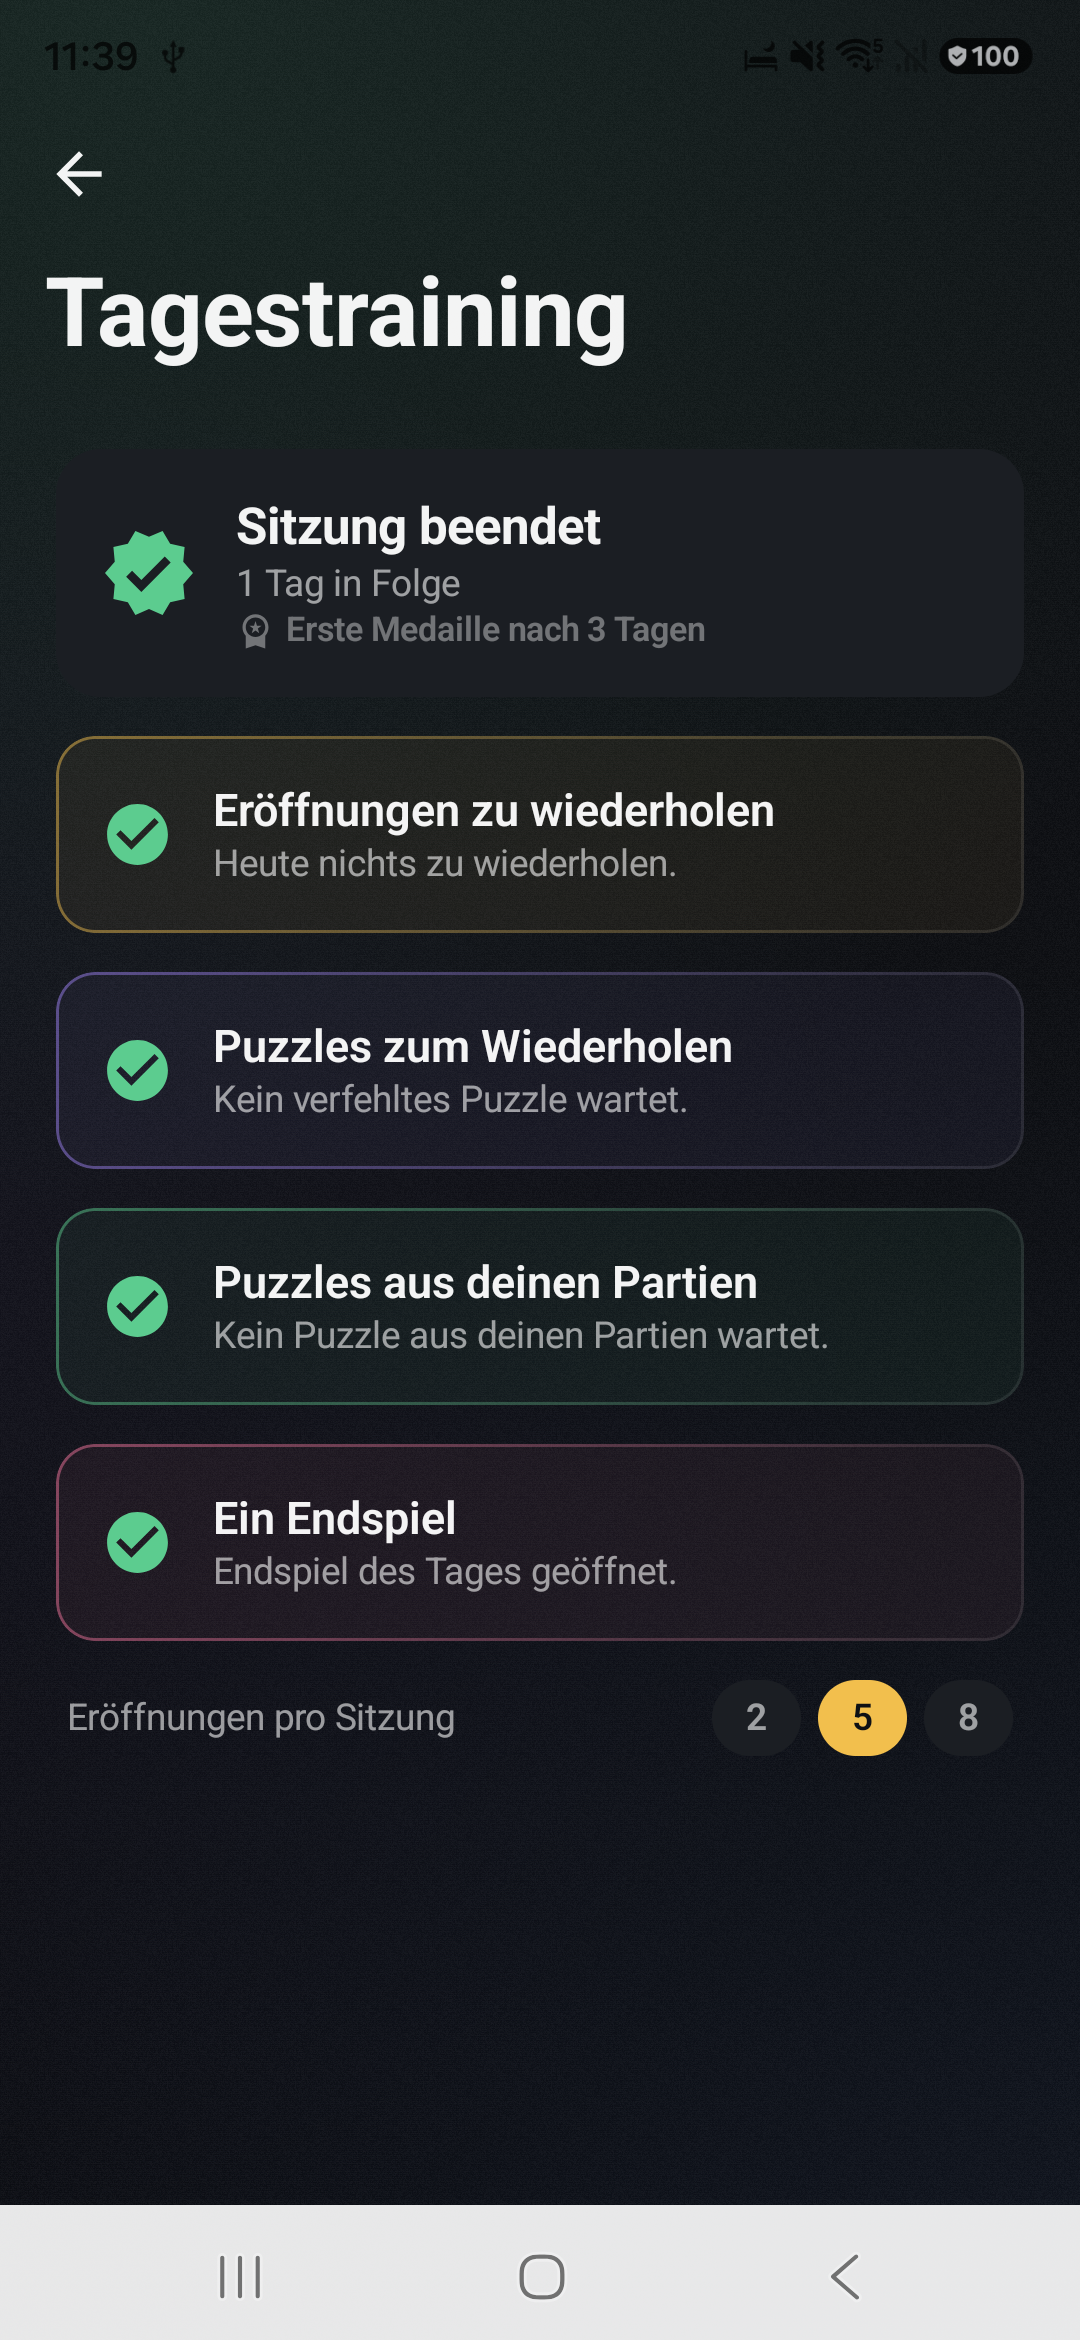 11:39
5
100
Tagestraining
Sitzung beendet
1 Tag in Folge
Erste Medaille nach 3 Tagen
Eröffnungen zu wiederholen
Heute nichts zu wiederholen.
Puzzles zum Wiederholen
Kein verfehltes Puzzle wartet.
Puzzles aus deinen Partien
Kein Puzzle aus deinen Partien wartet.
Ein Endspiel
Endspiel des Tages geöffnet.
Eröffnungen pro Sitzung 2 5 8